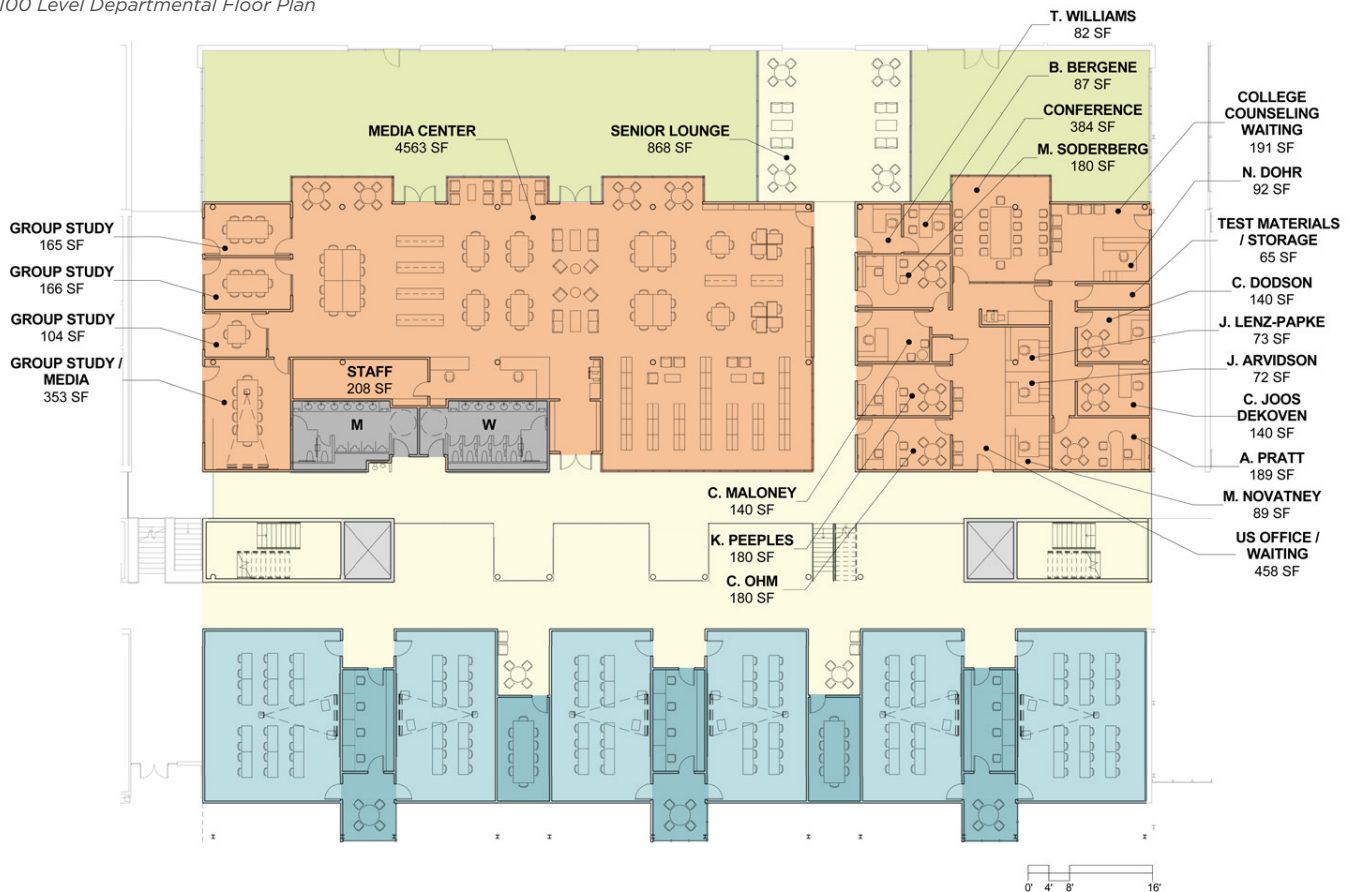 100 Level Departmental Floor Plan
T. WILLIAMS
82 SF
B. BERGENE
87 SF
CONFERENCE
384 SF
M. SODERBERG
180 SF
COLLEGE
COUNSELING
WAITING
191 SF
N. DOHR
92 SF
TEST MATERIALS
/ STORAGE
65 SF
C. DODSON
140 SF
J. LENZ-PAPKE
73 SF
J. ARVIDSON
72 SF
C. JOOS
DEKOVEN
140 SF
A. PRATT
189 SF
M. NOVATNEY
89 SF
US OFFICE /
WAITING
458 SF
MEDIA CENTER
4563 SF
SENIOR LOUNGE
868 SF
GROUP STUDY
165 SF
GROUP STUDY
166 SF
GROUP STUDY
104 SF
GROUP STUDY /
MEDIA
353 SF
STAFF
208 SF
M
W
C. MALONEY
140 SF
K. PEEPLES
180 SF
C. OHM
180 SF
0' 4' 8' 16'